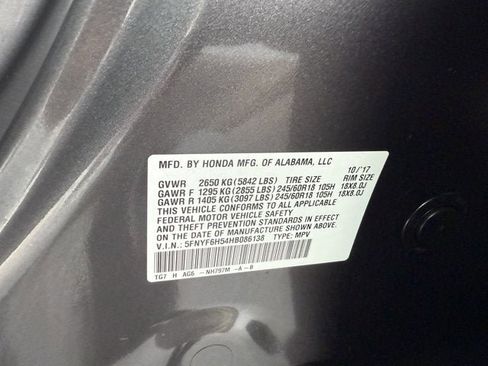 MFD. BY HONDA MFG. OF ALABAMA, LLC 10/'17
GVWR 2650 KG (5842 LBS) TIRE SIZE RIM SIZE
GAWR F 1295 KG (2855 LBS) 245/60R18 105H 18X8.0J
GAWR R 1405 KG (3097 LBS) 245/60R18 105H 18X8.0J
THIS VEHICLE CONFORMS TO ALL APPLICABLE
FEDERAL MOTOR VEHICLE SAFETY AND THEFT
PREVENTION STANDARDS IN EFFECT
ON THE DATE OF MANUFACTURE SHOWN ABOVE.
V.I.N.: 5FNYF6H54HB086138 TYPE: MPV
TG7 H AG6 -NH797M -A -B